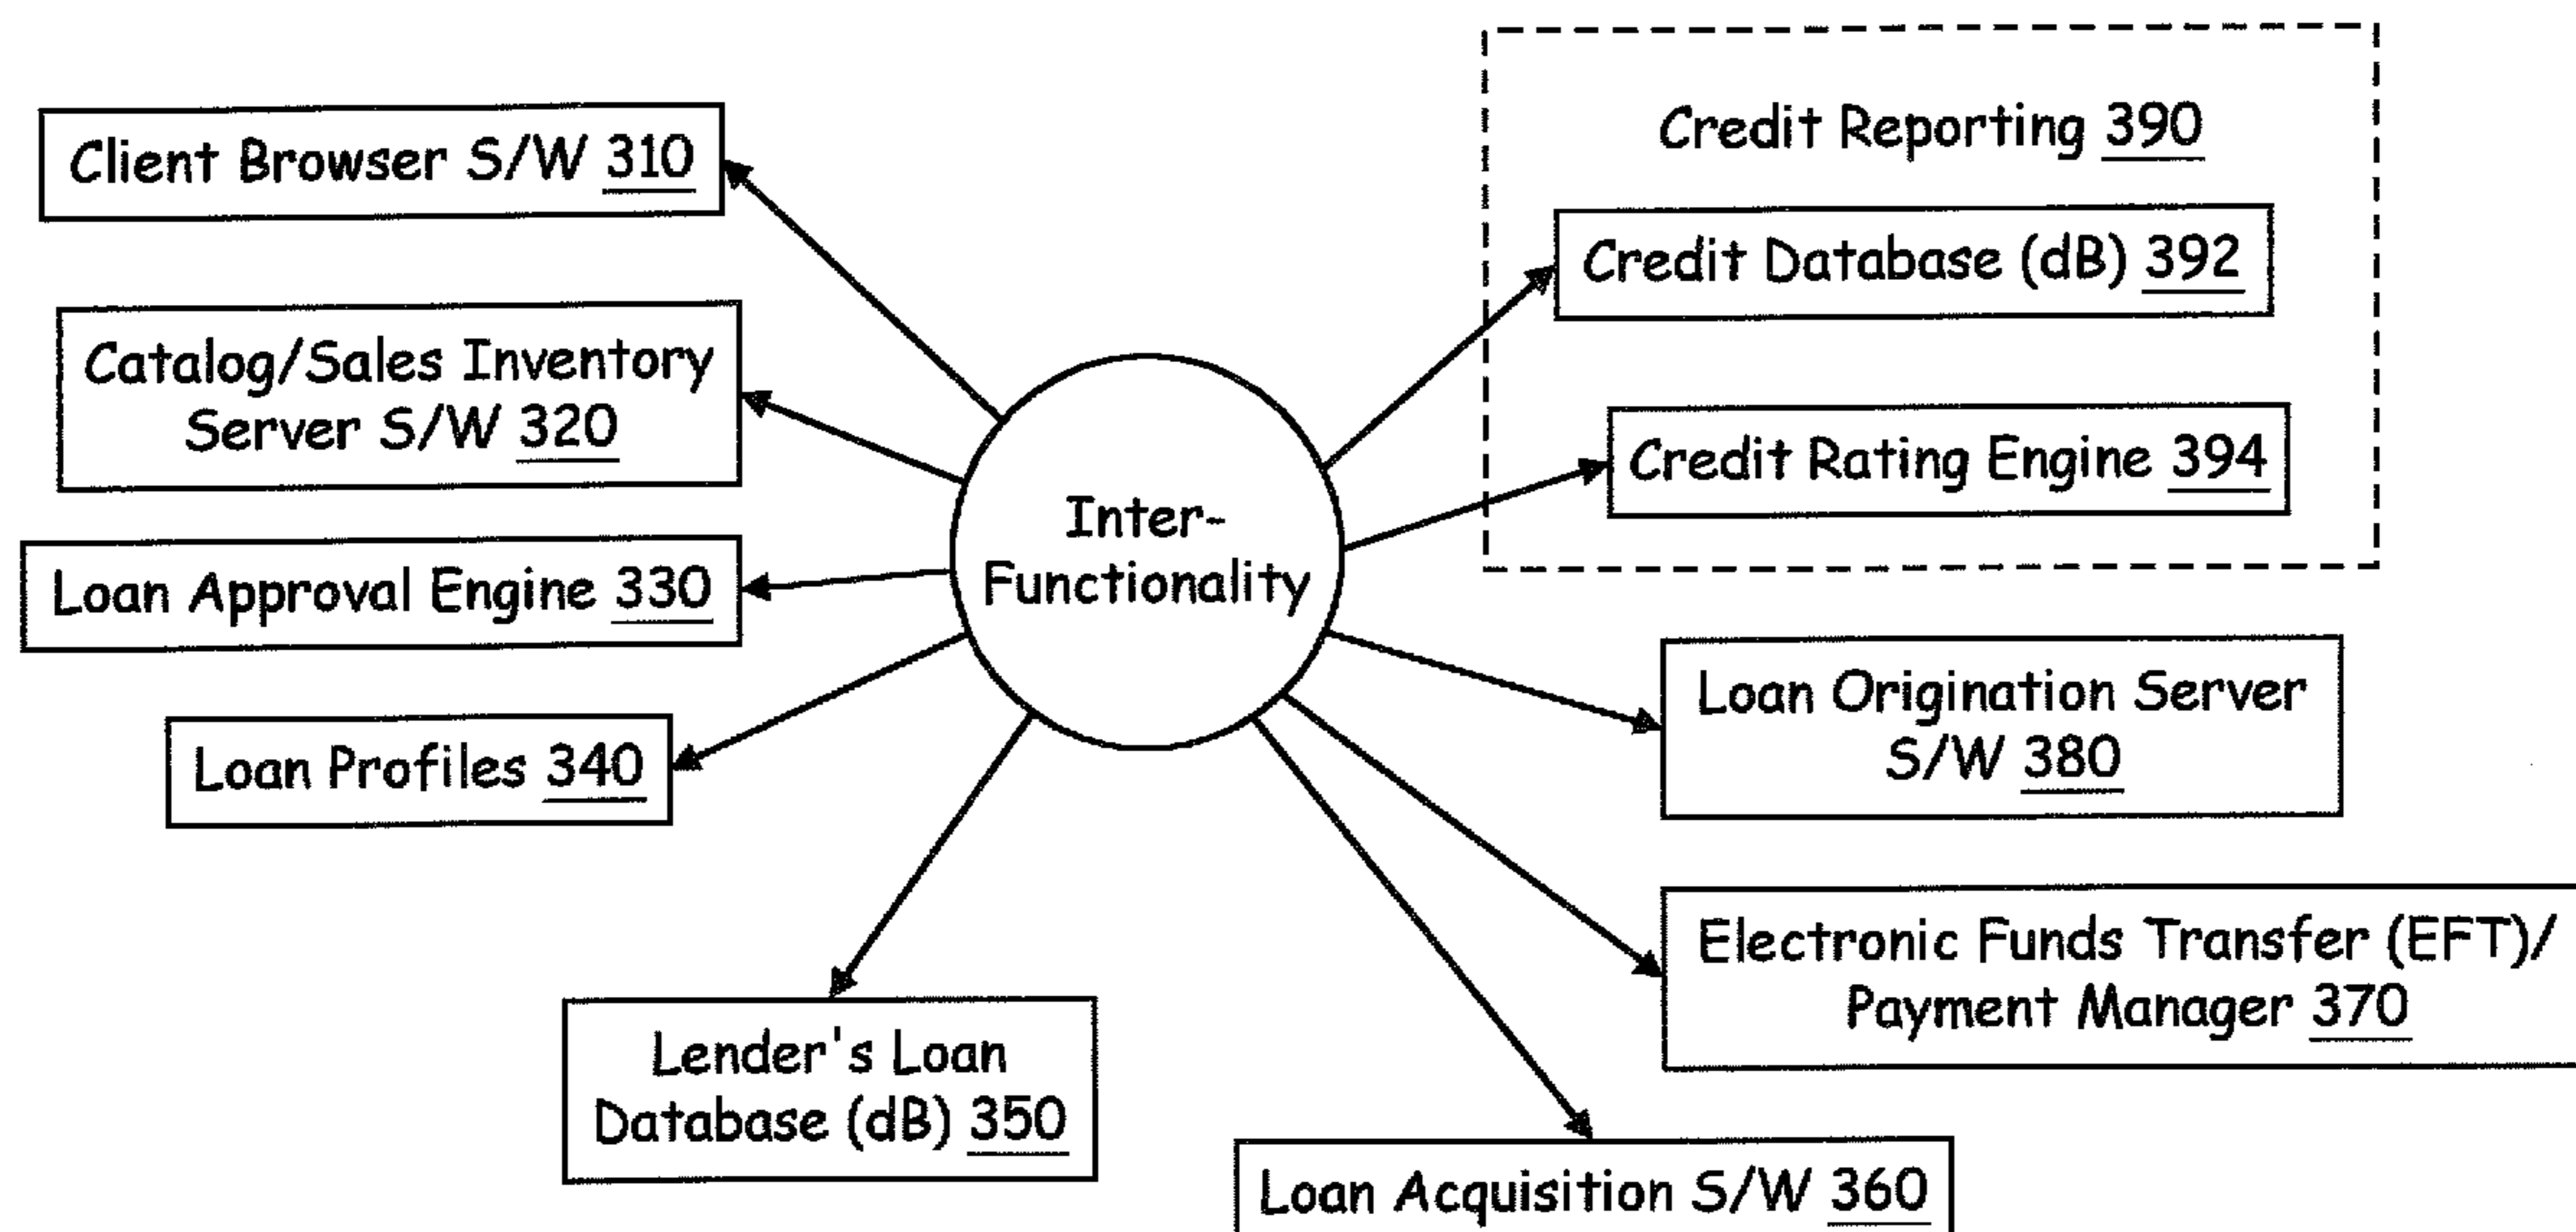 Client Browser S/W 310
Catalog/Sales Inventory
Server S/W 320
Loan Approval Engine 330
Loan Profiles 340
Lender's Loan
Database (dB) 350
Inter-
Functionality
Credit Reporting 390
Credit Database (dB) 392
Credit Rating Engine 394
Loan Origination Server
S/W 380
Electronic Funds Transfer (EFT)/
Payment Manager 370
Loan Acquisition S/W 360